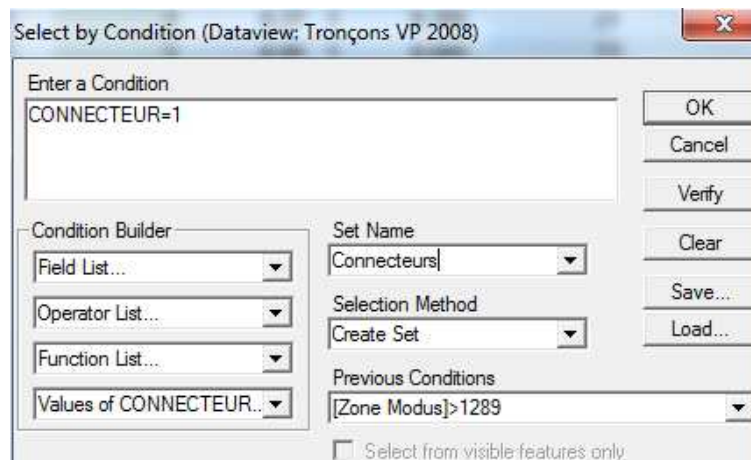 Select by Condition (Dataview: Tronçons VP 2008)
Enter a Condition
CONNECTEUR=1
OK
Cancel
Verify
Clear
Save...
Load...
Condition Builder
Field List...
Operator List...
Function List...
Values of CONNECTEUR..
Set Name
Connecteurs
Selection Method
Create Set
Previous Conditions
[Zone Modus]>1289
Select from visible features only